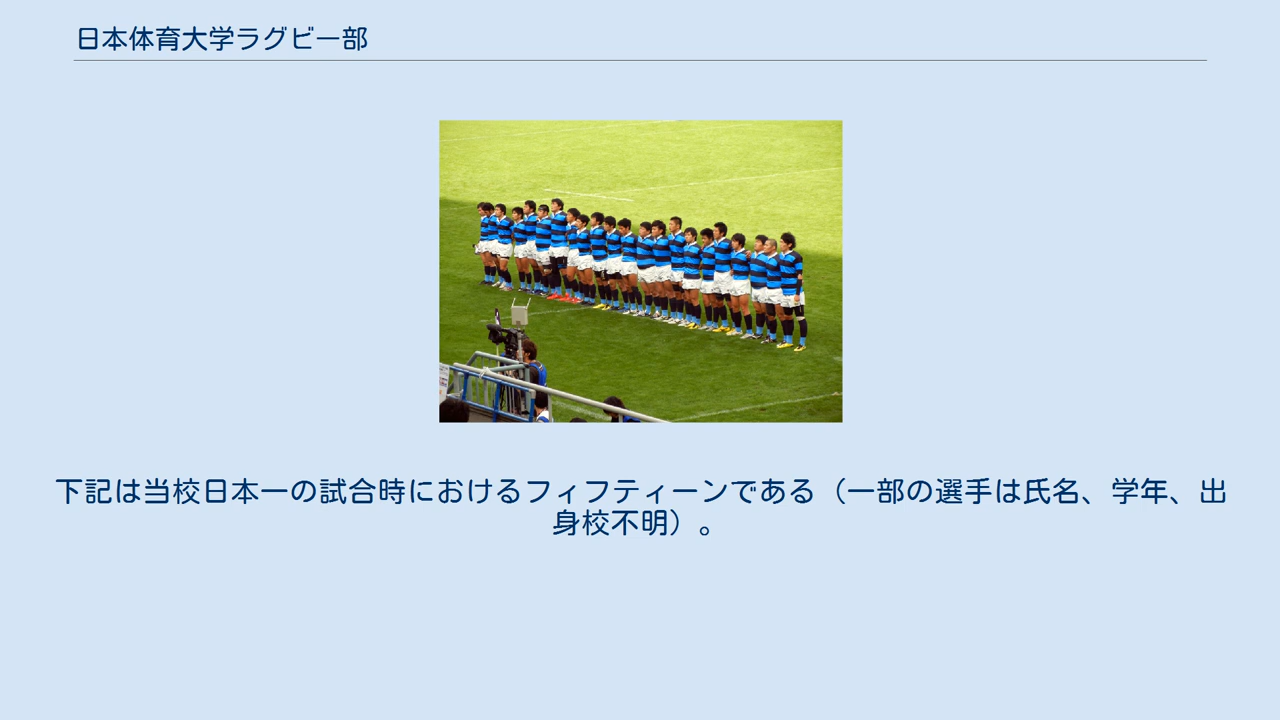 日本体育大学ラグビー部
下記は当校日本一の試合時におけるフィフティーンである（一部の選手は氏名、学年、出
身校不明）。